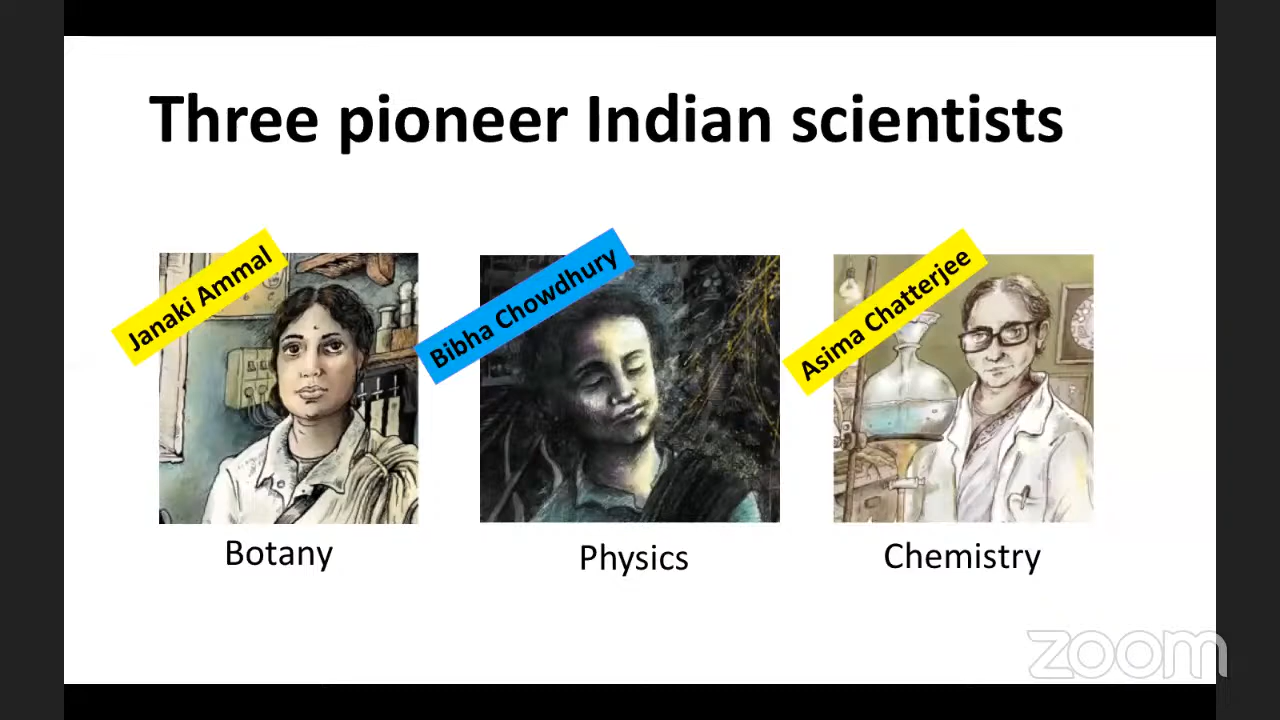 Three pioneer Indian scientists
Janaki Ammal
Bibha Chowdhury
Asima Chatterjee
Botany
Physics
Chemistry
zoom